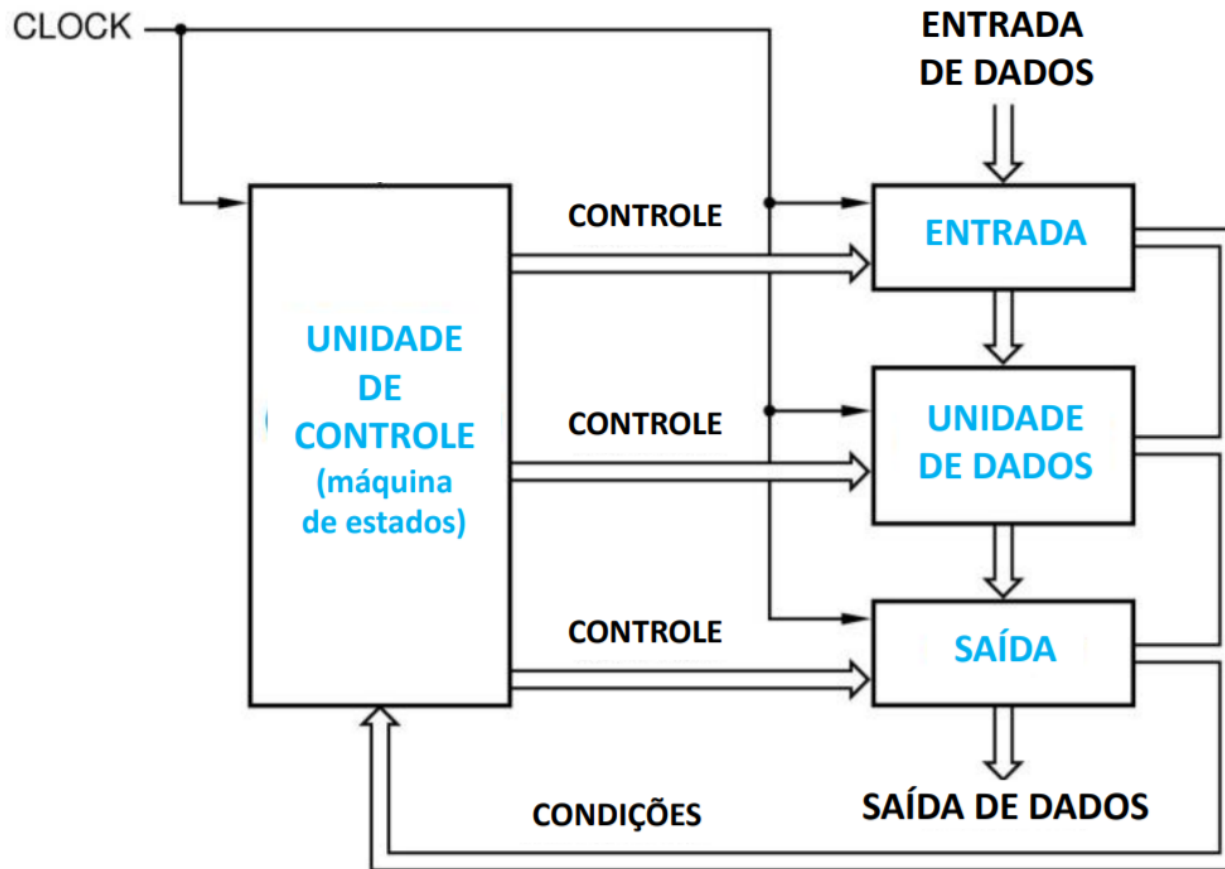 CLOCK
ENTRADA
DE DADOS
CONTROLE
ENTRADA
UNIDADE
DE
CONTROLE
(máquina
de estados)
CONTROLE
UNIDADE
DE DADOS
CONTROLE
SAÍDA
CONDIÇÕES
SAÍDA DE DADOS